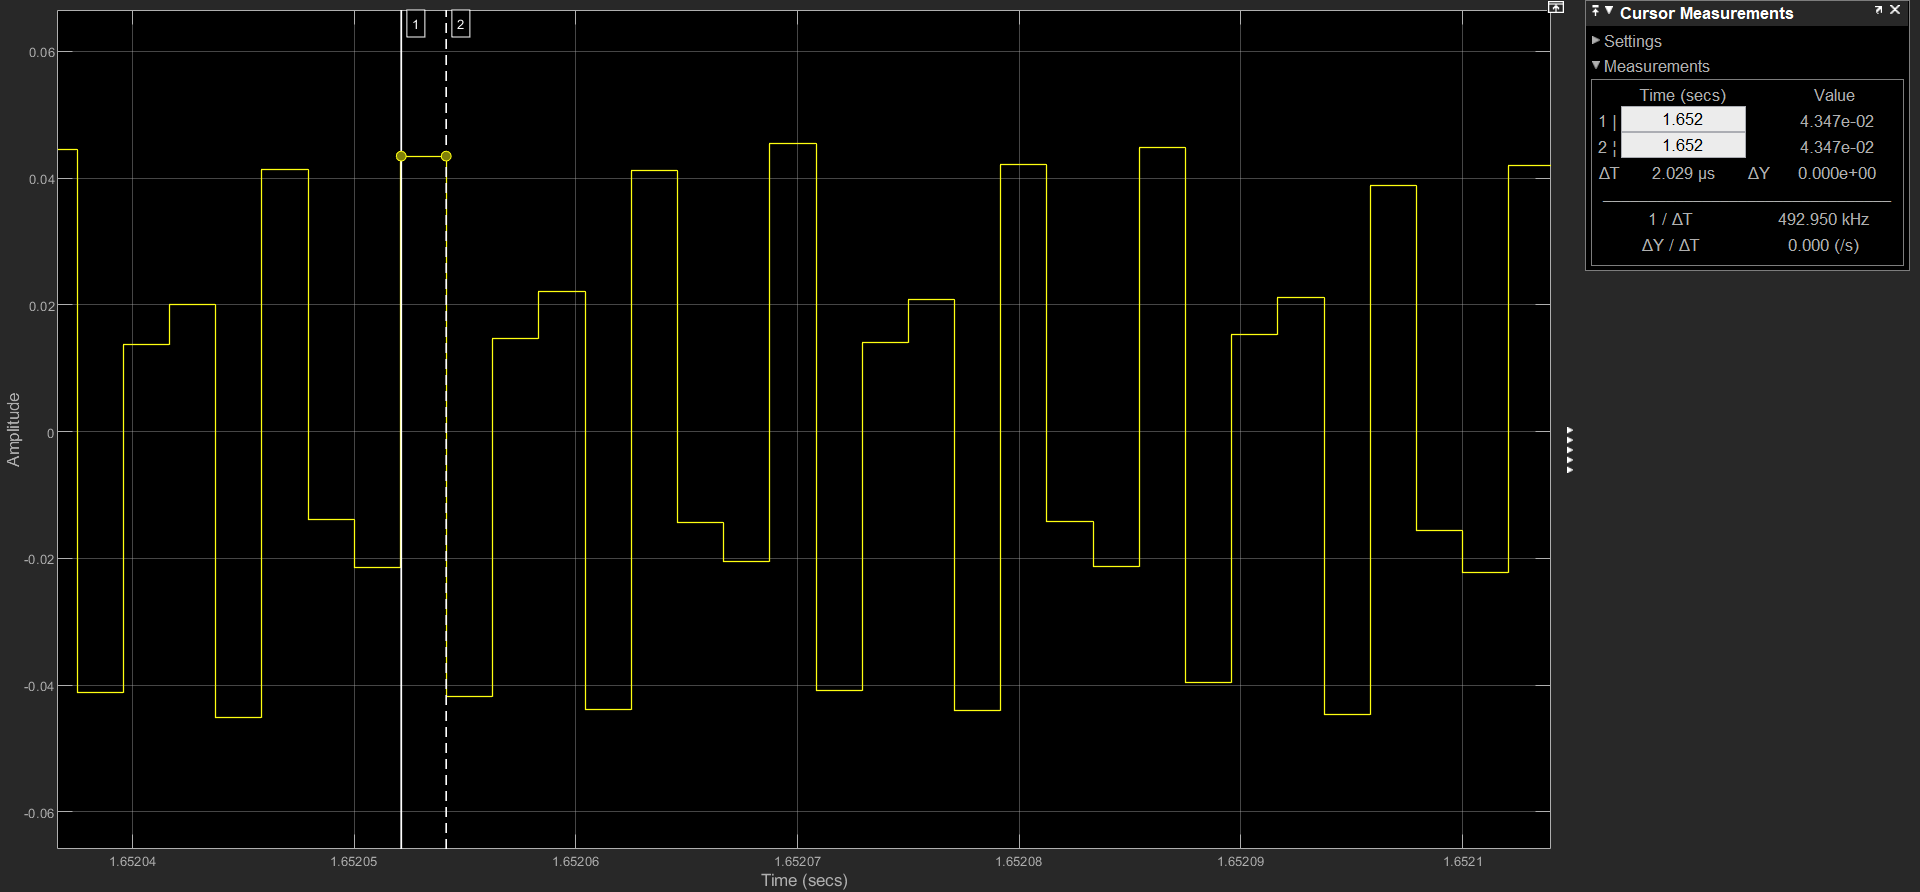 1 2
0.06
0.04
0.02
0
-0.02
-0.04
-0.06
Amplitude
1.65204 1.65205 1.65206 1.65207 1.65208 1.65209 1.6521
Time (secs)
Cursor Measurements
Settings
Measurements
Time (secs) Value
1 | 1.652 4.347e-02
2 ¦ 1.652 4.347e-02
ΔT 2.029 µs ΔY 0.000e+00
1 / ΔT 492.950 kHz
ΔY / ΔT 0.000 (/s)